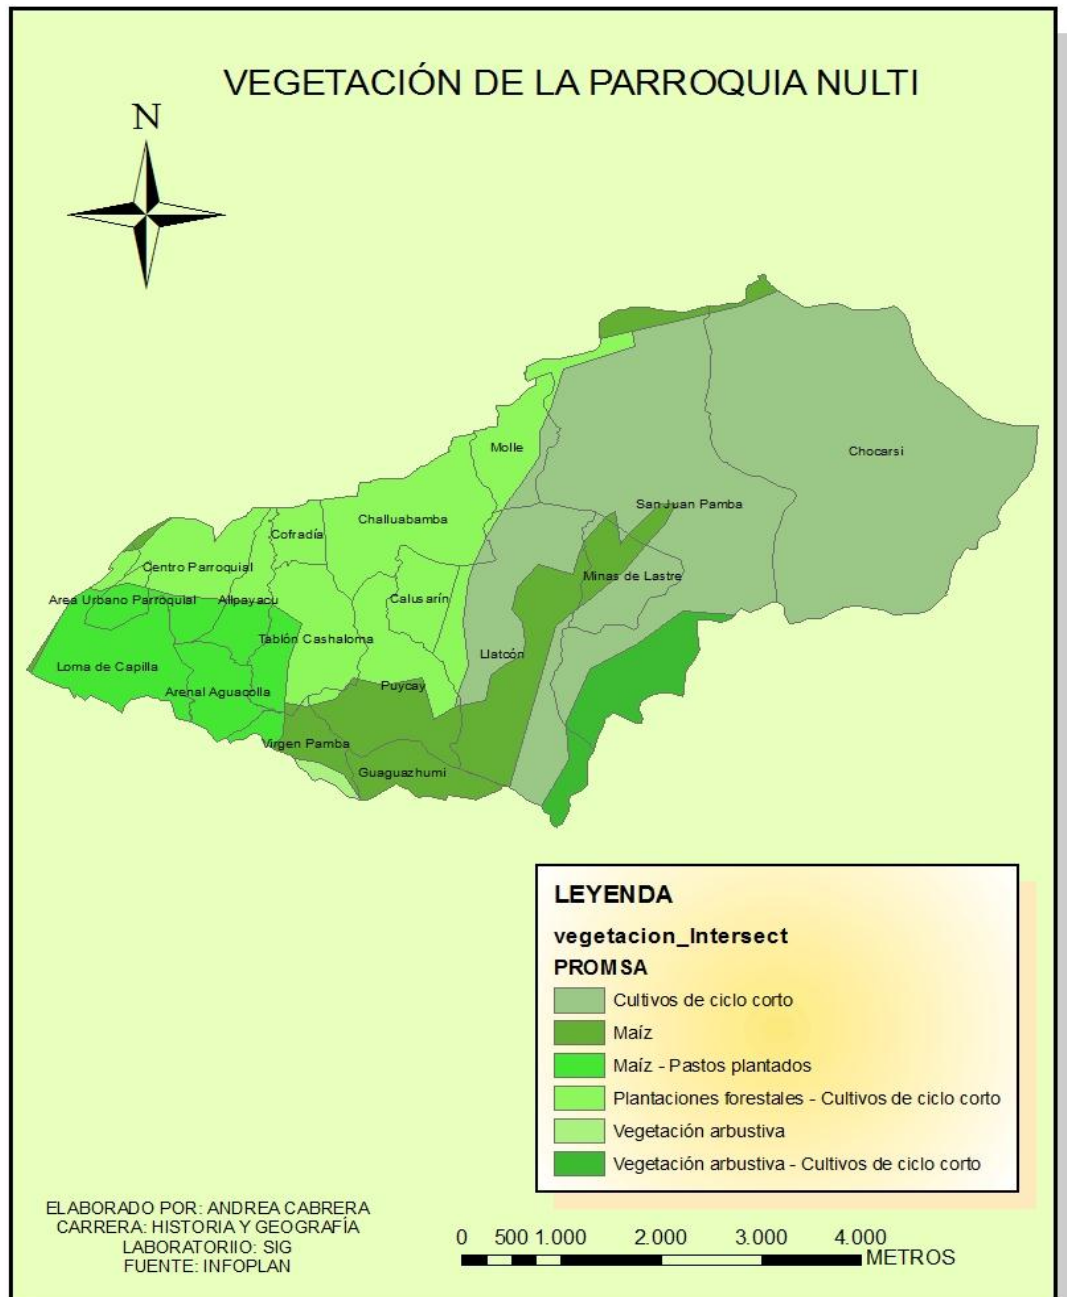 VEGETACIÓN DE LA PARROQUIA NULTI
N
Chocarsi
Molle
San Juan Pamba
Challuabamba
Cofradía
Centro Parroquial
Minas de Lastre
Area Urbano Parroquial
Allpayacu
Calusarín
Tablón Cashaloma
Llatcón
Loma de Capilla
Puycay
Arenal Aguacolla
Virgen Pamba
Guaguazhumi
LEYENDA
vegetacion_Intersect
PROMSA
Cultivos de ciclo corto
Maíz
Maíz - Pastos plantados
Plantaciones forestales - Cultivos de ciclo corto
Vegetación arbustiva
Vegetación arbustiva - Cultivos de ciclo corto
ELABORADO POR: ANDREA CABRERA
CARRERA: HISTORIA Y GEOGRAFÍA
LABORATORIIO: SIG
FUENTE: INFOPLAN
0 500 1.000 2.000 3.000 4.000
METROS